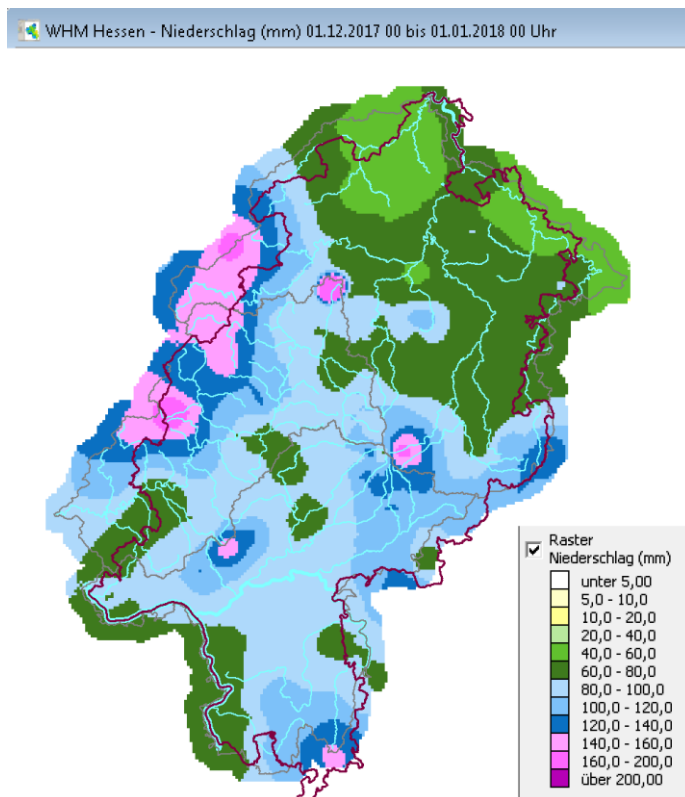 WHM Hessen - Niederschlag (mm) 01.12.2017 00 bis 01.01.2018 00 Uhr
Raster
Niederschlag (mm)
unter 5,00
5,0 - 10,0
10,0 - 20,0
20,0 - 40,0
40,0 - 60,0
60,0 - 80,0
80,0 - 100,0
100,0 - 120,0
120,0 - 140,0
140,0 - 160,0
160,0 - 200,0
über 200,00